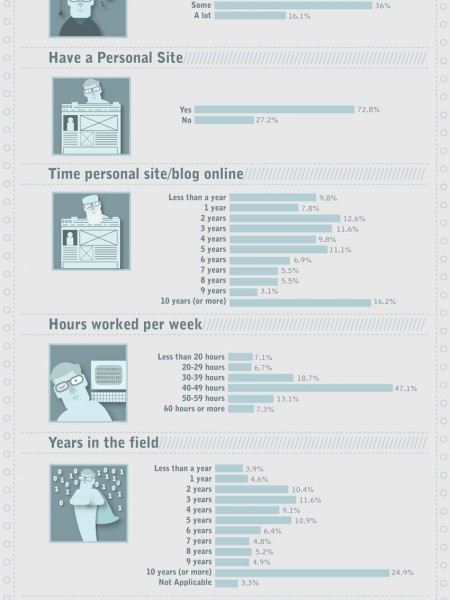 Some 36%
A lot 16.1%
Have a Personal Site
Yes 72.8%
No 27.2%
Time personal site/blog online
Less than a year 9.8%
1 year 7.8%
2 years 12.6%
3 years 11.6%
4 years 9.8%
5 years 11.1%
6 years 6.9%
7 years 5.5%
8 years 5.5%
9 years 3.1%
10 years (or more) 16.2%
Hours worked per week
Less than 20 hours 7.1%
20-29 hours 6.7%
30-39 hours 18.7%
40-49 hours 47.1%
50-59 hours 13.1%
60 hours or more 7.3%
Years in the field
Less than a year 3.9%
1 year 4.6%
2 years 10.4%
3 years 11.6%
4 years 9.1%
5 years 10.9%
6 years 6.4%
7 years 4.8%
8 years 5.2%
9 years 4.9%
10 years (or more) 24.9%
Not Applicable 3.3%